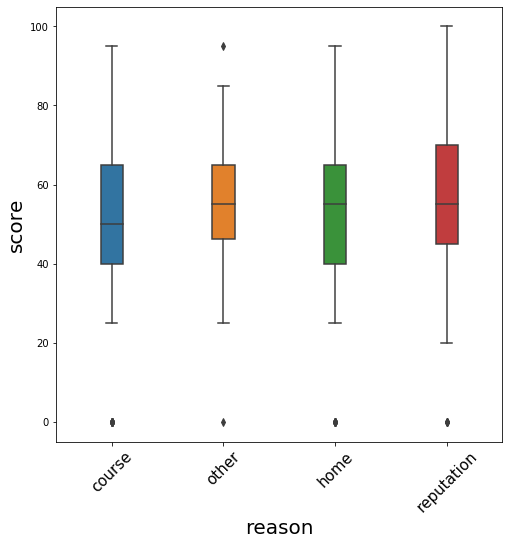 100
80
60
40
20
0
score
course
other
home
reputation
reason